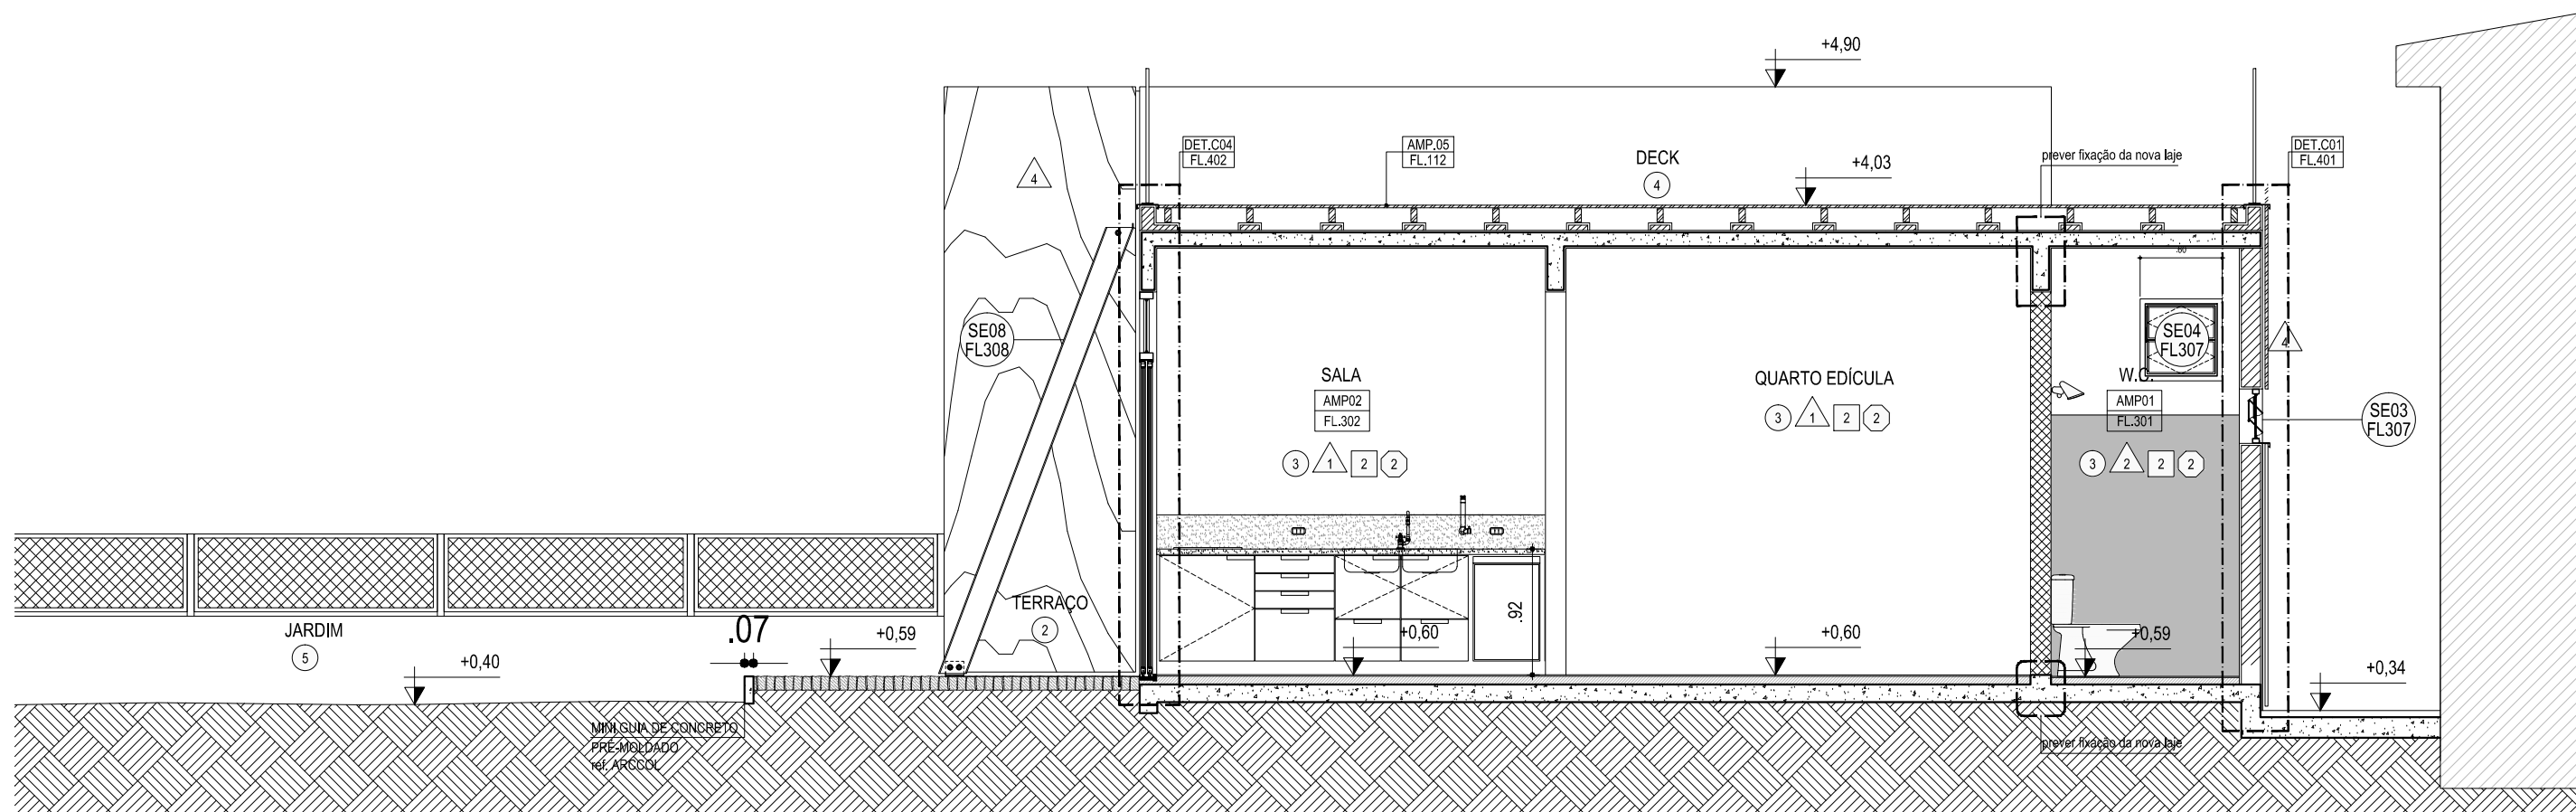 +4,90
DET.C04
FL.402
AMP.05
FL.112
DECK
4
+4,03
prever fixação da nova laje
DET.C01
FL.401
4
.60
SE08
FL308
SE04
FL307
4
SALA
AMP02
FL.302
3 1 2 2
QUARTO EDÍCULA
3 1 2 2
W.C.
AMP01
FL.301
3 2 2 2
SE03
FL307
JARDIM
5
+0,40
.07
+0,59
TERRAÇO
2
.92
+0,60
+0,60
+0,59
+0,34
MINI GUIA DE CONCRETO
PRÉ-MOLDADO
ref. ARCCOL
prever fixação da nova laje